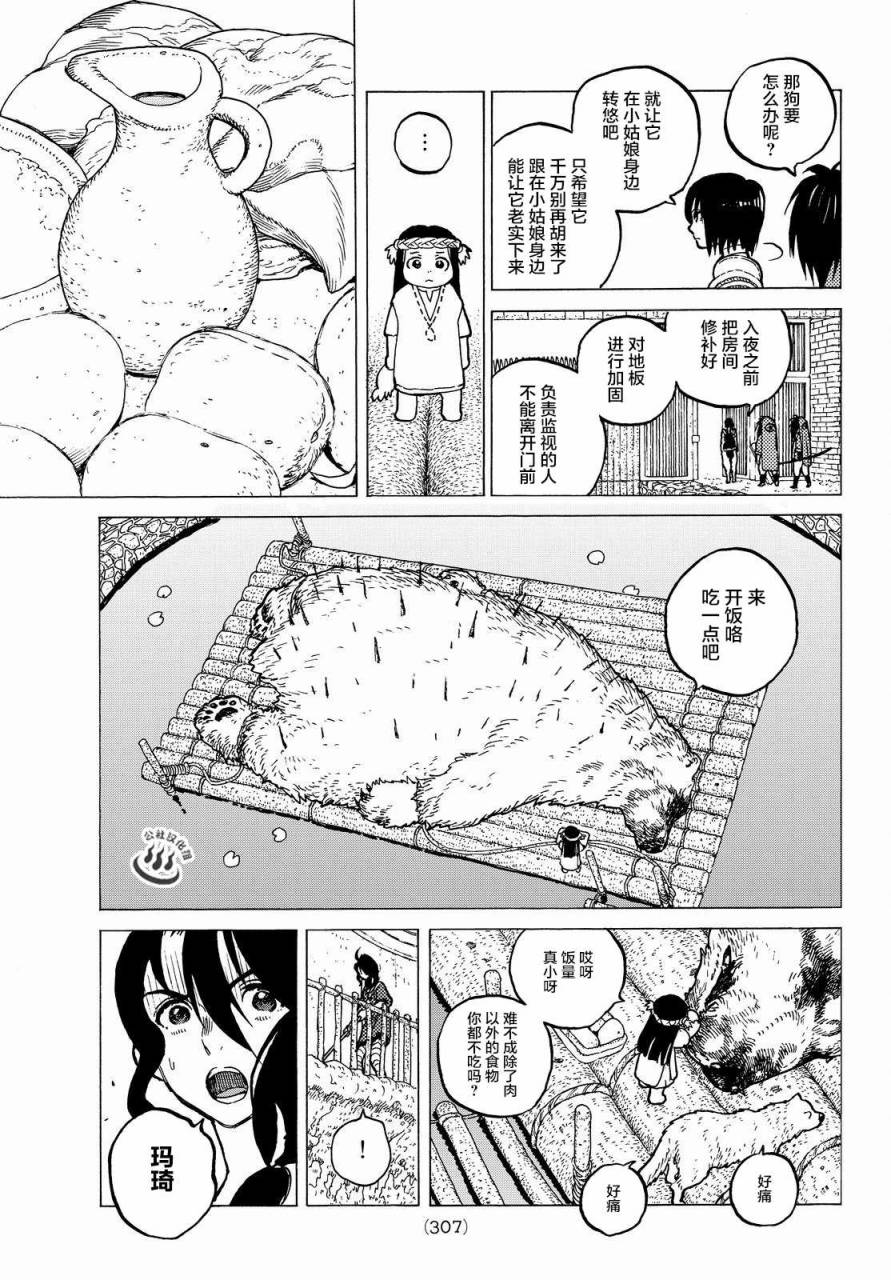 那狗要
怎么办呢?
就让它
在小姑娘身边
转悠吧
只希望它
千万别再胡来了
跟在小姑娘身边
能让它老实下来
…
入夜之前
把房间
修补好
对地板
进行加固
负责监视的人
不能离开门前
来
开饭咯
吃一点吧
公社汉化组
哎呀
饭量
真小呀
难不成除了肉
以外的食物
你都不吃吗?
好痛
好痛
!
玛琦
(307)